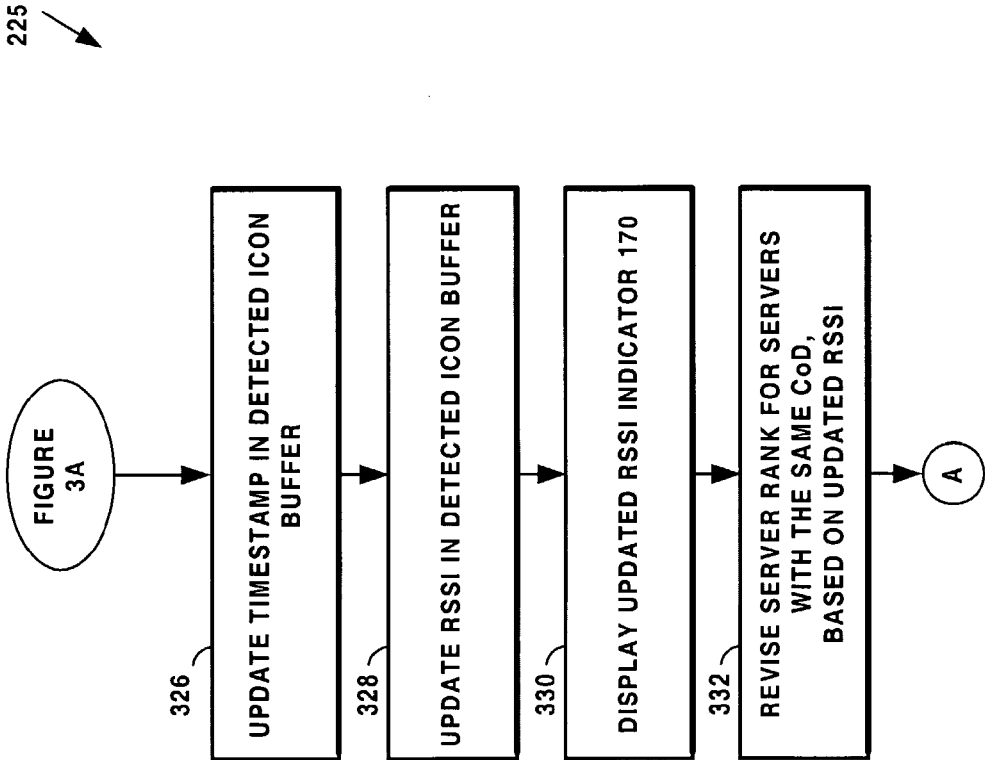 225
FIGURE
3A
326
UPDATE TIMESTAMP IN DETECTED ICON
BUFFER
328
UPDATE RSSI IN DETECTED ICON BUFFER
330
DISPLAY UPDATED RSSI INDICATOR 170
332
REVISE SERVER RANK FOR SERVERS
WITH THE SAME CoD,
BASED ON UPDATED RSSI
A